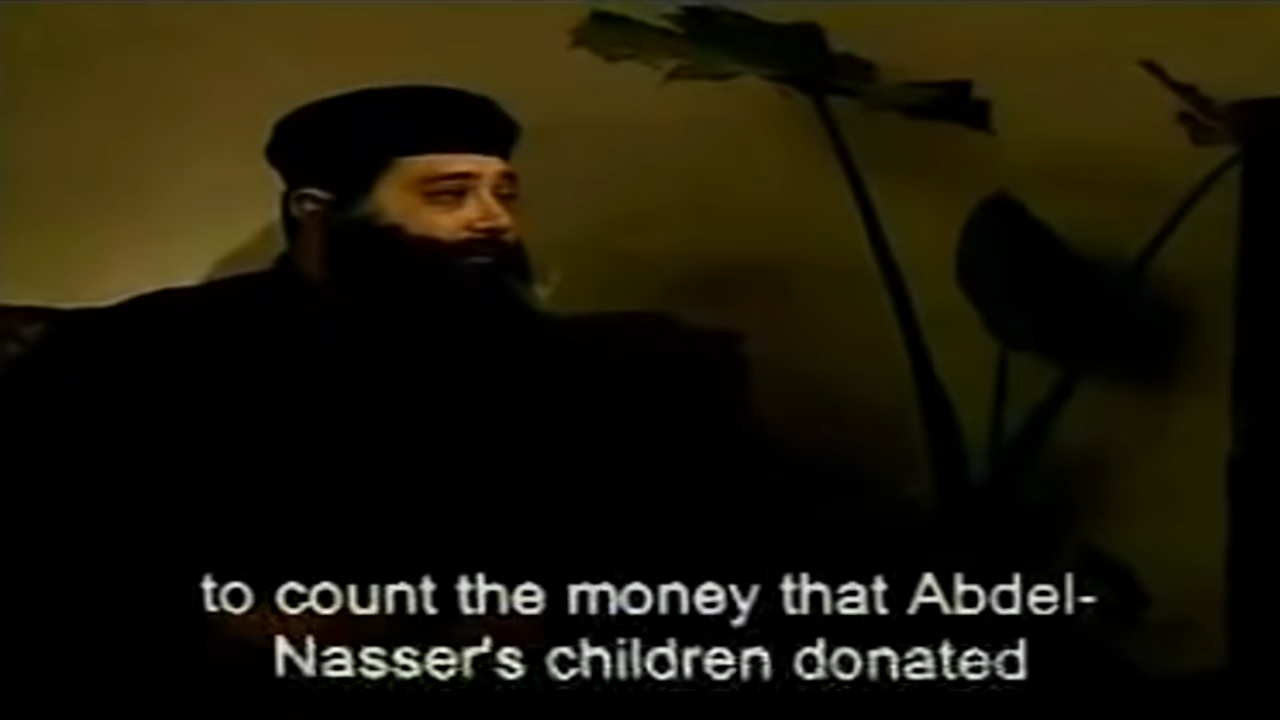 to count the money that Abdel-
Nasser's children donated